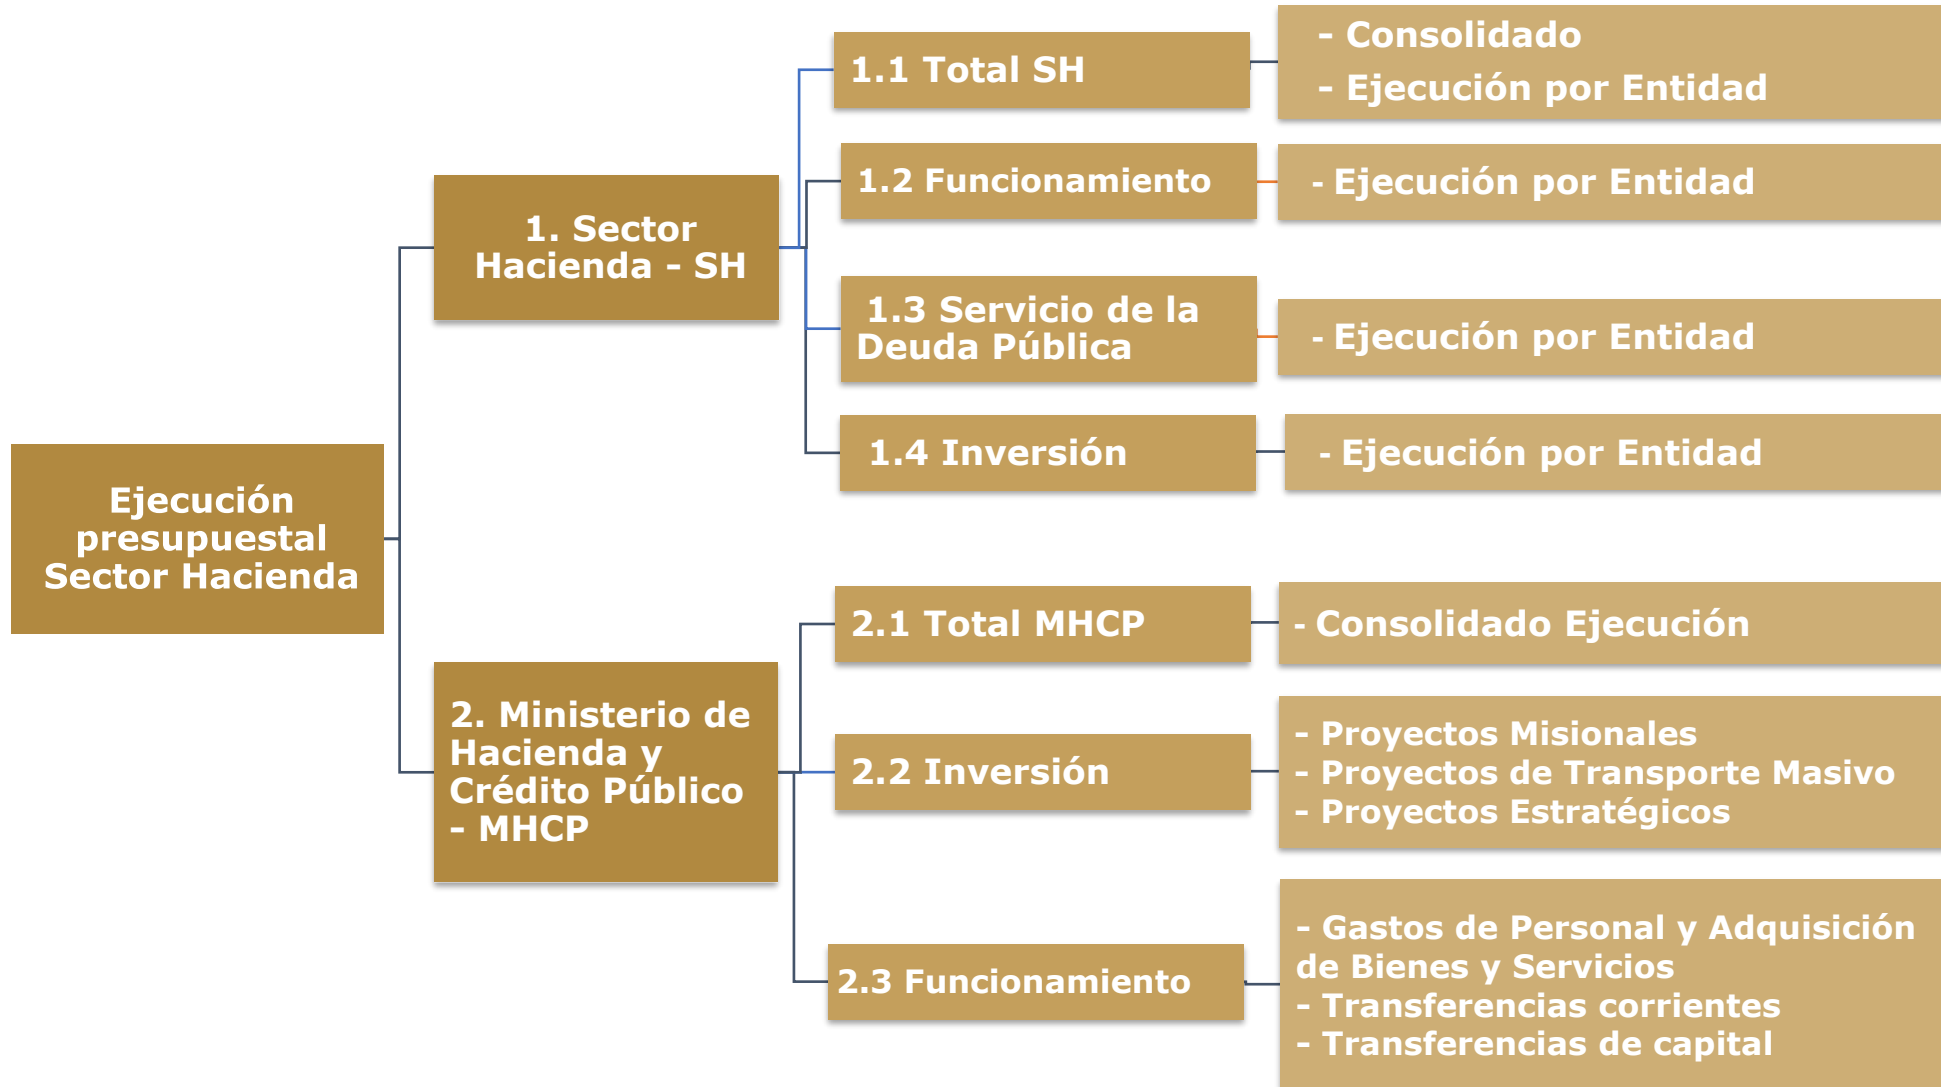 Ejecución
presupuestal
Sector Hacienda
1. Sector
Hacienda – SH
1.1 Total SH
– Consolidado
– Ejecución por Entidad
1.2 Funcionamiento
- Ejecución por Entidad
1.3 Servicio de la
Deuda Pública
- Ejecución por Entidad
1.4 Inversión
- Ejecución por Entidad
2. Ministerio de
Hacienda y
Crédito Público
– MHCP
2.1 Total MHCP
- Consolidado Ejecución
2.2 Inversión
– Proyectos Misionales
– Proyectos de Transporte Masivo
– Proyectos Estratégicos
2.3 Funcionamiento
– Gastos de Personal y Adquisición
de Bienes y Servicios
– Transferencias corrientes
– Transferencias de capital